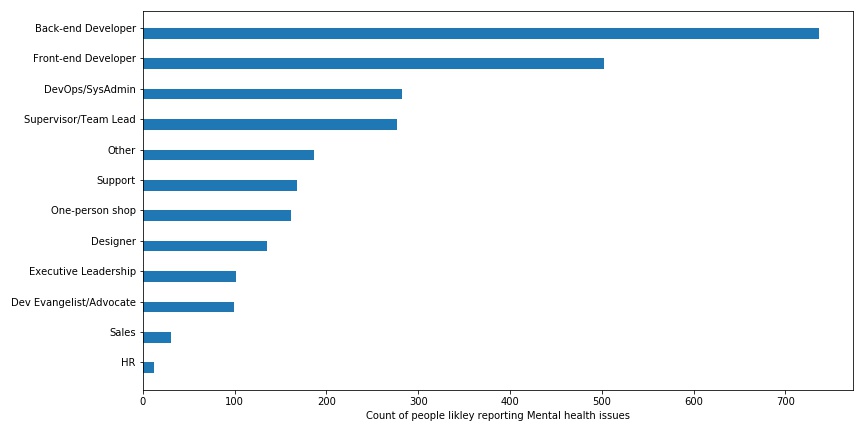 Back-end Developer
Front-end Developer
DevOps/SysAdmin
Supervisor/Team Lead
Other
Support
One-person shop
Designer
Executive Leadership
Dev Evangelist/Advocate
Sales
HR
0 100 200 300 400 500 600 700
Count of people likley reporting Mental health issues